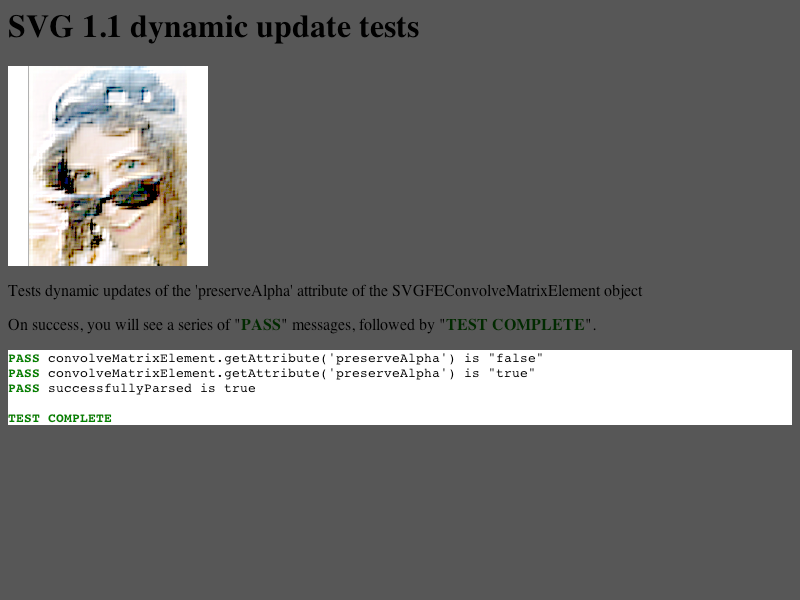 SVG 1.1 dynamic update tests
Tests dynamic updates of the 'preserveAlpha' attribute of the SVGFEConvolveMatrixElement object
On success, you will see a series of "PASS" messages, followed by "TEST COMPLETE".
PASS convolveMatrixElement.getAttribute('preserveAlpha') is "false"
PASS convolveMatrixElement.getAttribute('preserveAlpha') is "true"
PASS successfullyParsed is true
TEST COMPLETE